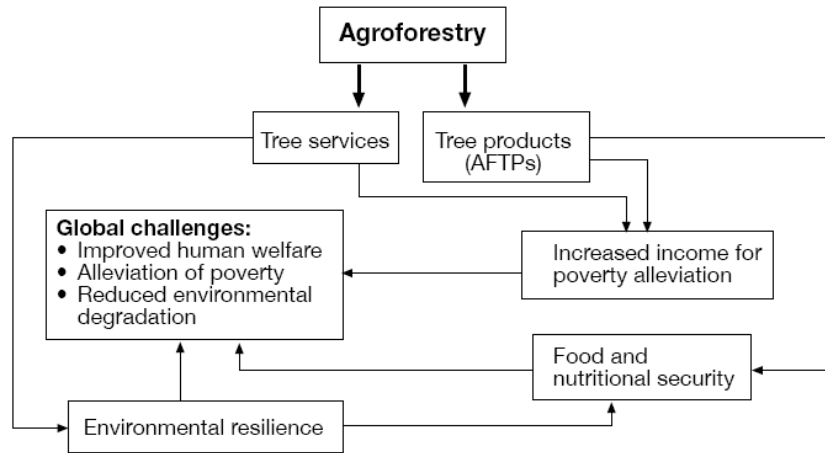 Agroforestry
Tree services
Tree products
(AFTPs)
Global challenges:
• Improved human welfare
• Alleviation of poverty
• Reduced environmental
degradation
Increased income for
poverty alleviation
Food and
nutritional security
Environmental resilience